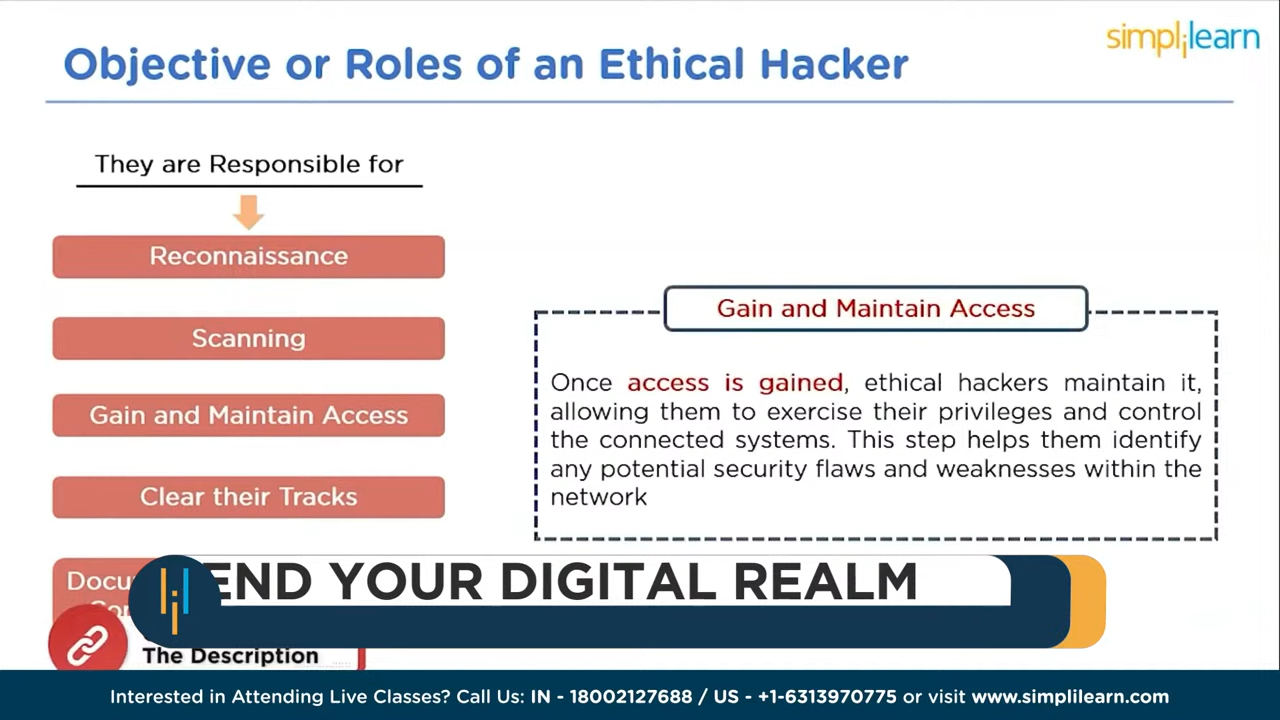 simplilearn
Objective or Roles of an Ethical Hacker
They are Responsible for
Reconnaissance
Scanning
Gain and Maintain Access
Clear their Tracks
Gain and Maintain Access
Once access is gained, ethical hackers maintain it,
allowing them to exercise their privileges and control
the connected systems. This step helps them identify
any potential security flaws and weaknesses within the
network
END YOUR DIGITAL REALM
The Description
Interested in Attending Live Classes? Call Us: IN - 18002127688 / US - +1-6313970775 or visit www.simplilearn.com